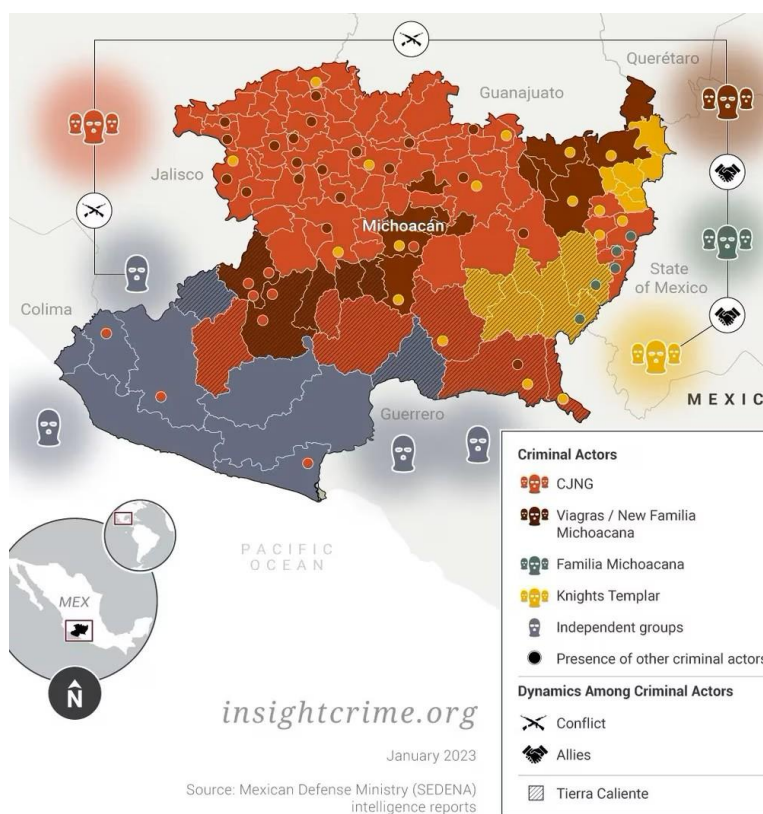 Querétaro
Guanajuato
Jalisco
Michoacán
State
of Mexico
Colima
MEXIC
Guerrero
PACIFIC
OCEAN
MEX
N
insightcrime.org
January 2023
Source: Mexican Defense Ministry (SEDENA)
intelligence reports
Criminal Actors
CJNG
Viagras / New Familia
Michoacana
Familia Michoacana
Knights Templar
Independent groups
Presence of other criminal actors
Dynamics Among Criminal Actors
Conflict
Allies
Tierra Caliente